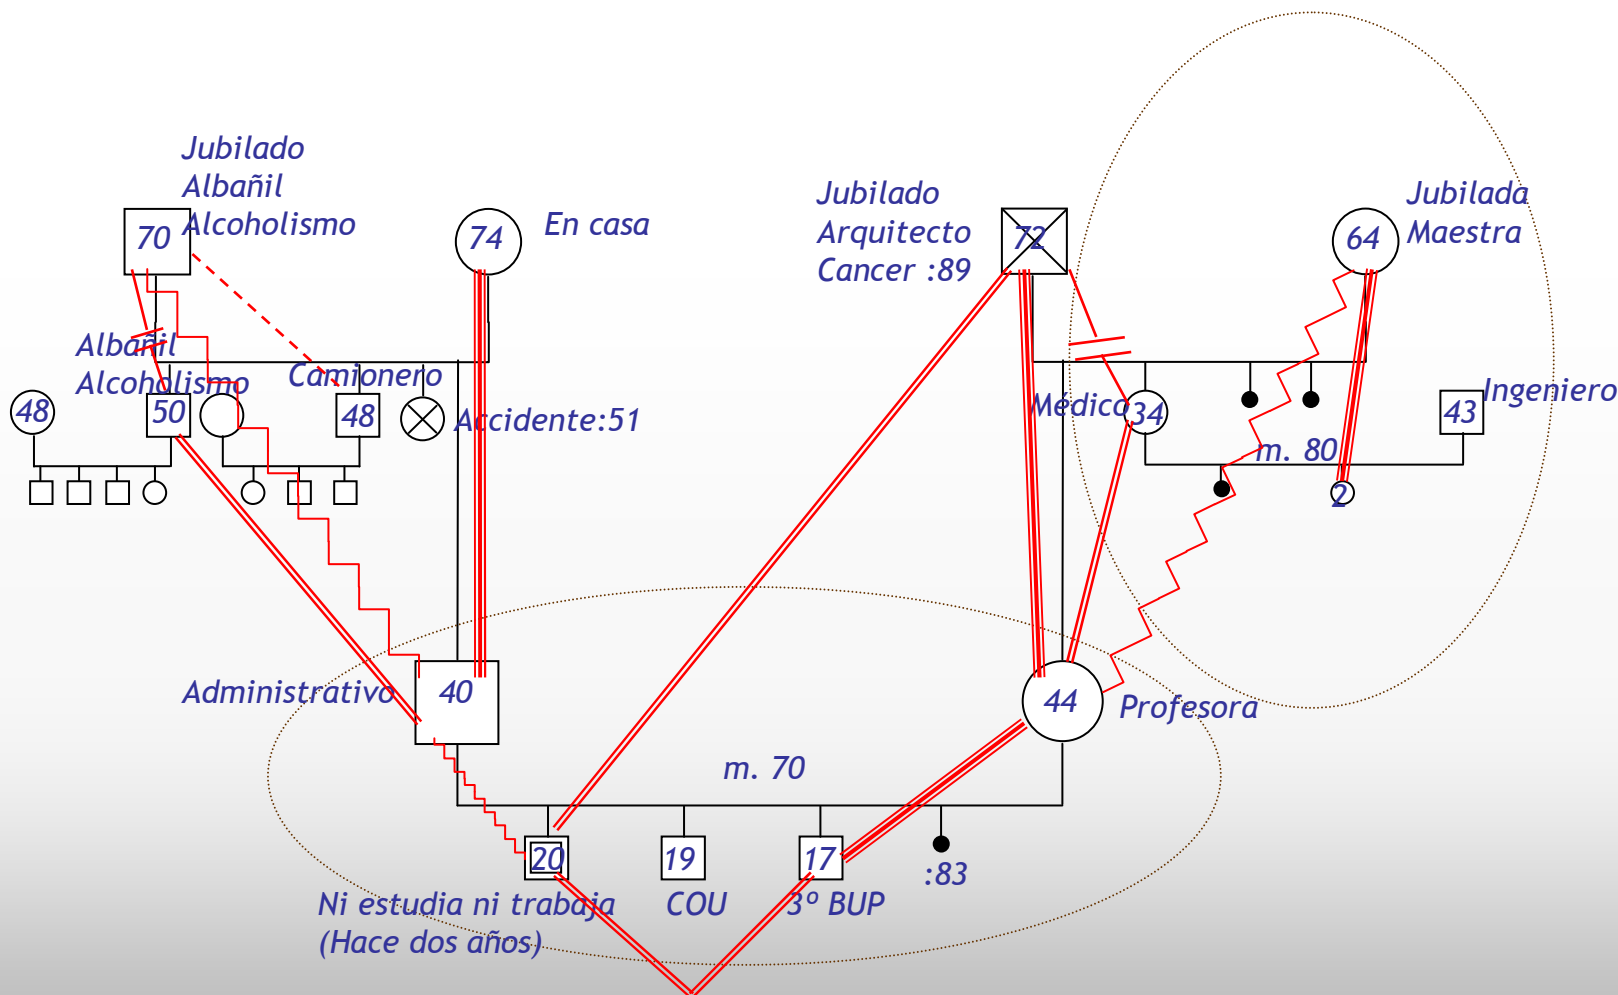 Jubilado
Albañil
Alcoholismo
70
74
En casa
Jubilado
Arquitecto
Cancer :89
72
64
Jubilada
Maestra
Albañil
Alcoholismo
48
50
Camionero
48
Accidente:51
Médico
34
Ingeniero
43
m. 80
2
Administrativo
40
44
Profesora
m. 70
20
19
17
:83
Ni estudia ni trabaja
(Hace dos años)
COU
3º BUP